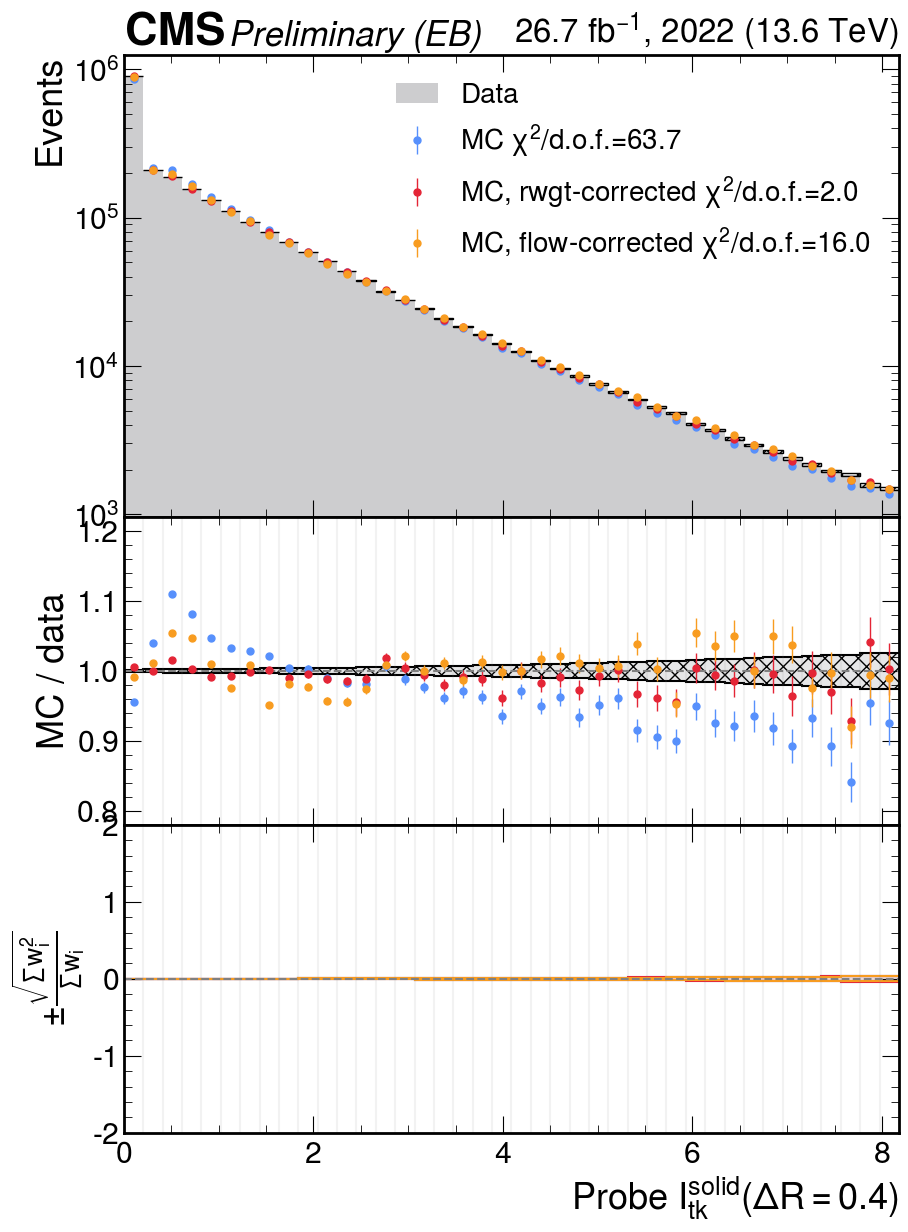 CMS Preliminary (EB) 26.7 fb⁻¹, 2022 (13.6 TeV)
Events
10⁶
10⁵
10⁴
10³
Data
MC χ²/d.o.f.=63.7
MC, rwgt-corrected χ²/d.o.f.=2.0
MC, flow-corrected χ²/d.o.f.=16.0
MC / data
1.2
1.1
1.0
0.9
0.8
±√Σw_i²/Σw_i
2
1
0
-1
-2
0 2 4 6 8
Probe I_tk^solid(ΔR = 0.4)